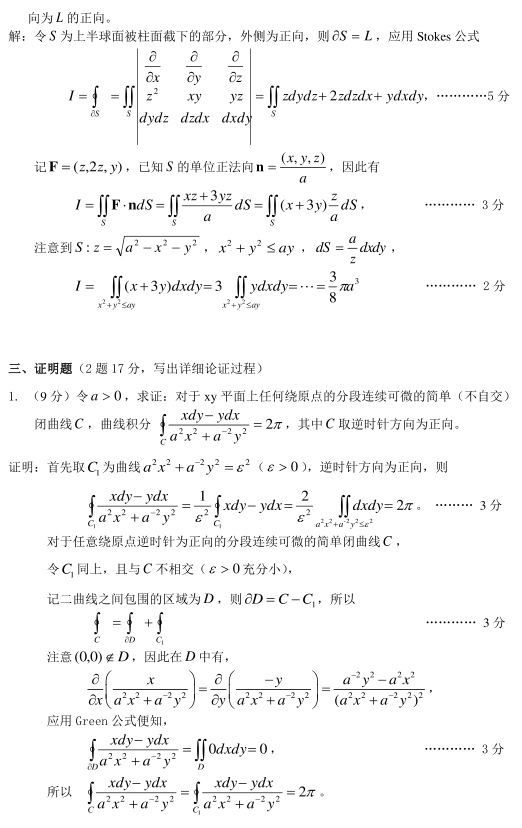 向为 L 的正向。
解：令 S 为上半球面被柱面截下的部分，外侧为正向，则 ∂S = L，应用 Stokes 公式
I = ∮_{∂S} = ∬_S | ∂/∂x ∂/∂y ∂/∂z ; z² xy yz ; dydz dzdx dxdy | = ∬_S zdydz + 2zdzdx + ydxdy，…………5 分
记 F = (z,2z, y)，已知 S 的单位正法向 n = (x, y, z)/a，因此有
I = ∬_S F·ndS = ∬_S (xz + 3yz)/a dS = ∬_S (x + 3y) z/a dS， ………… 3 分
注意到 S : z = √(a² − x² − y²)， x² + y² ≤ ay， dS = a/z dxdy，
I = ∬_{x²+y²≤ay} (x + 3y)dxdy = 3 ∬_{x²+y²≤ay} ydxdy = ⋯ = 3/8 πa³ ………… 2 分
三、证明题（2 题 17 分，写出详细论证过程）
1. （9 分）令 a > 0，求证：对于 xy 平面上任何绕原点的分段连续可微的简单（不自交）
闭曲线 C，曲线积分 ∮_C (xdy − ydx)/(a²x² + a⁻²y²) = 2π，其中 C 取逆时针方向为正向。
证明：首先取 C₁ 为曲线 a²x² + a⁻²y² = ε²（ε > 0），逆时针方向为正向，则
∮_{C₁} (xdy − ydx)/(a²x² + a⁻²y²) = 1/ε² ∮_{C₁} xdy − ydx = 2/ε² ∬_{a²x²+a⁻²y²≤ε²} dxdy = 2π。 ……… 3 分
对于任意绕原点逆时针为正向的分段连续可微的简单闭曲线 C，
令 C₁ 同上，且与 C 不相交（ε > 0 充分小），
记二曲线之间包围的区域为 D，则 ∂D = C − C₁，所以
∮_C = ∮_{∂D} + ∮_{C₁} ………… 3 分
注意 (0,0) ∉ D，因此在 D 中有，
∂/∂x (x/(a²x² + a⁻²y²)) = ∂/∂y (−y/(a²x² + a⁻²y²)) = (a⁻²y² − a²x²)/(a²x² + a⁻²y²)²，
应用 Green 公式便知，
∮_{∂D} (xdy − ydx)/(a²x² + a⁻²y²) = ∬_D 0dxdy = 0， ………… 3 分
所以 ∮_C (xdy − ydx)/(a²x² + a⁻²y²) = ∮_{C₁} (xdy − ydx)/(a²x² + a⁻²y²) = 2π。